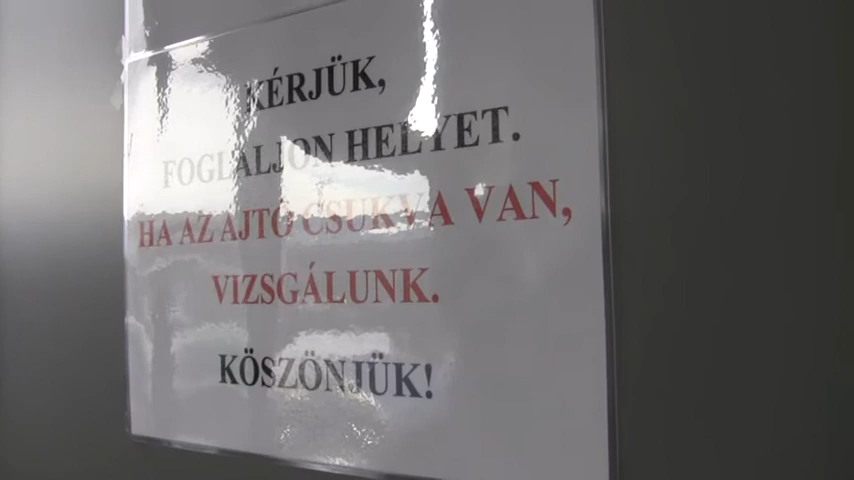 KÉRJÜK,
FOGLALJON HELYET.
HA AZ AJTÓ CSUKVA VAN,
VIZSGÁLUNK.
KÖSZÖNJÜK!